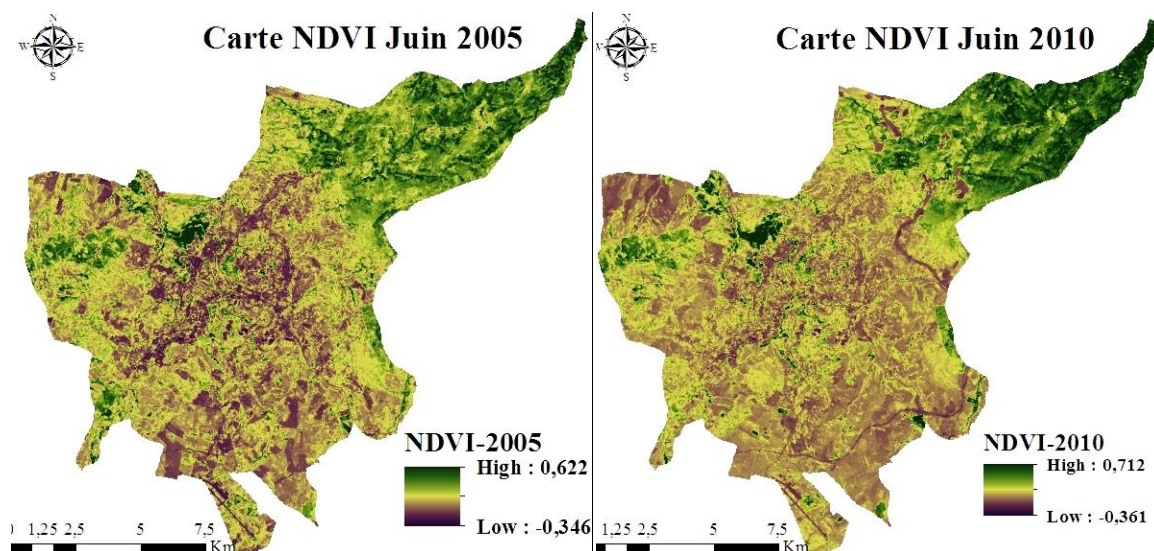 Carte NDVI Juin 2005
N
W E
S
NDVI-2005
High : 0,622
Low : -0,346
0 1,25 2,5 5 7,5
Km
Carte NDVI Juin 2010
N
W E
S
NDVI-2010
High : 0,712
Low : -0,361
0 1,25 2,5 5 7,5
Km